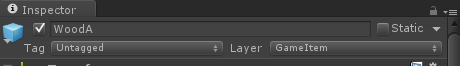 Inspector
WoodA Static
Tag Untagged Layer GameItem